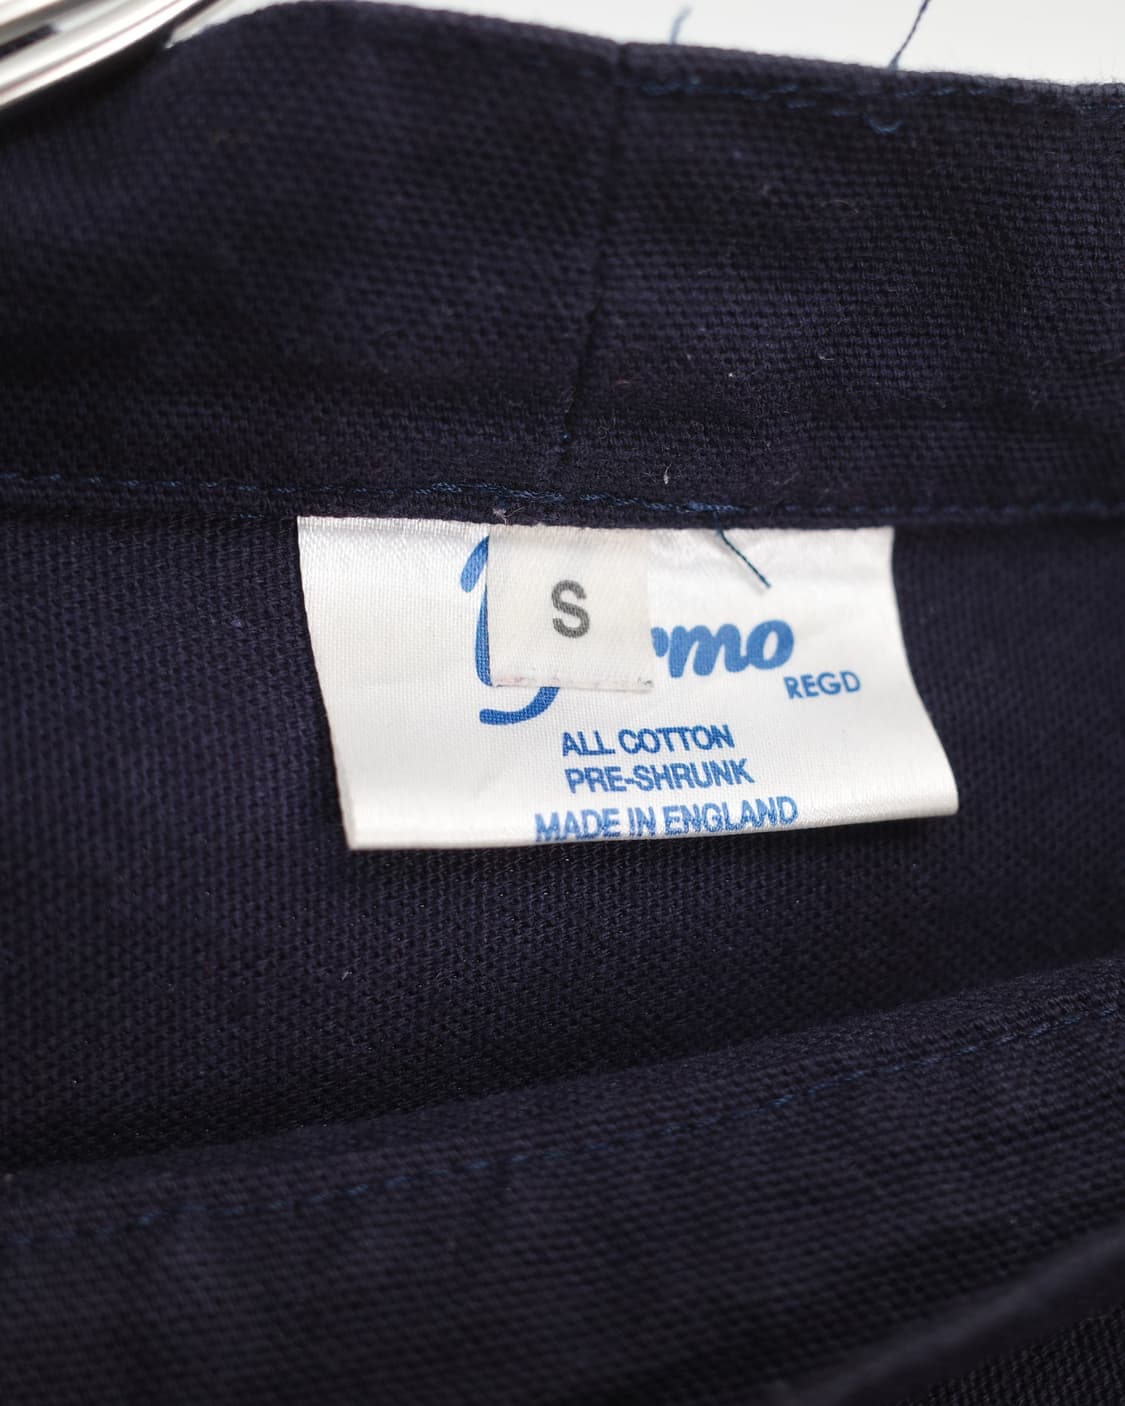 S
REGD
ALL COTTON
PRE-SHRUNK
MADE IN ENGLAND